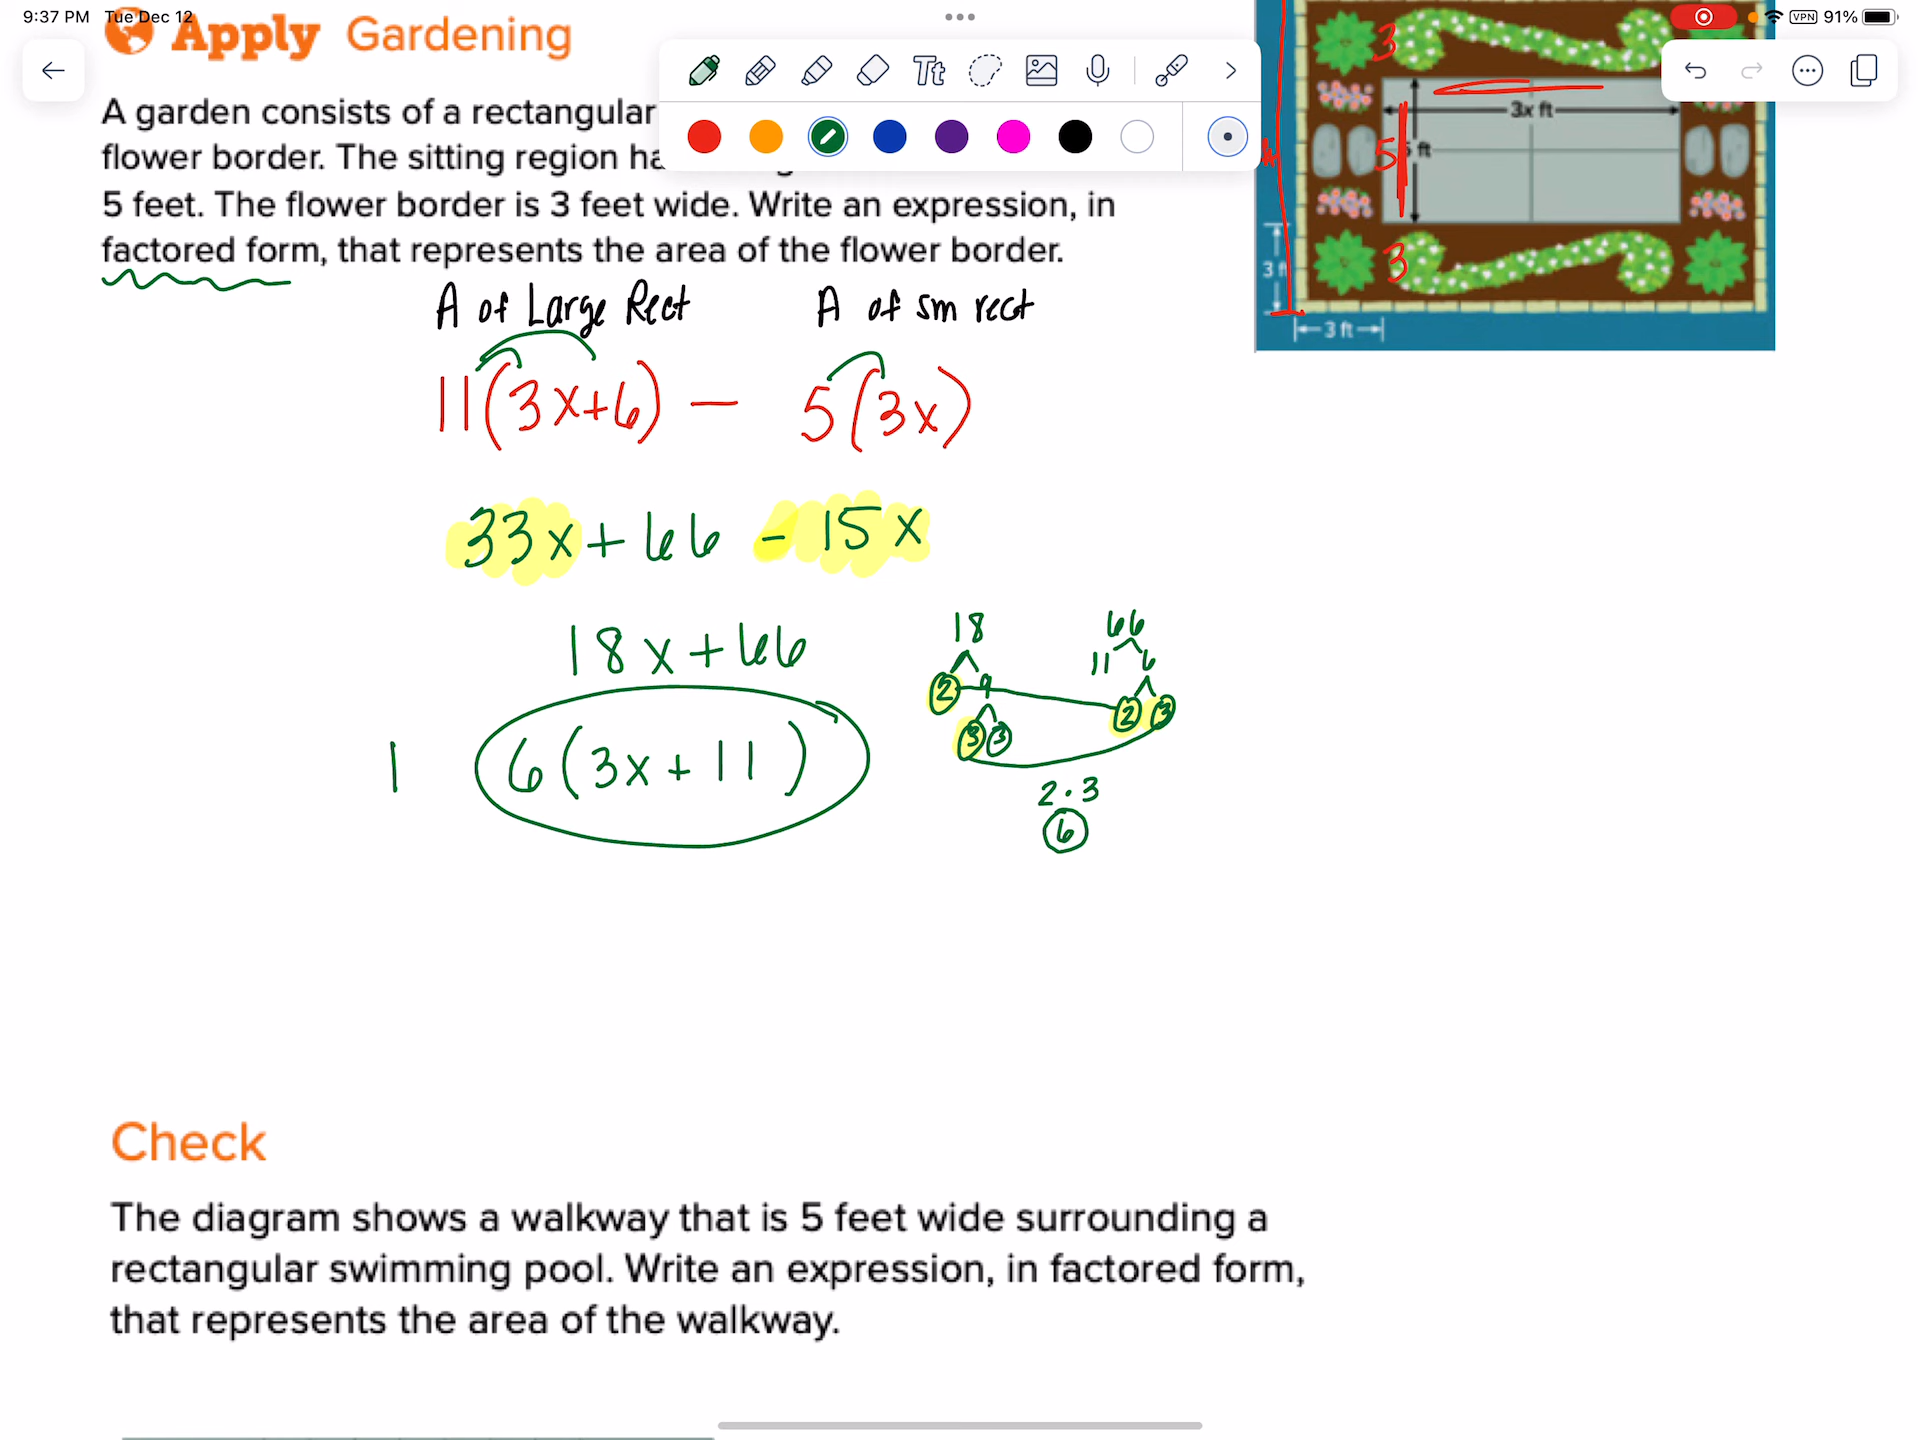 9:37 PM Tue Dec 12
VPN 91%
Apply Gardening
A garden consists of a rectangular
flower border. The sitting region ha
5 feet. The flower border is 3 feet wide. Write an expression, in
factored form, that represents the area of the flower border.
Tt
3
3x ft
5 ft
3
3 f
3 ft
A of Large Rect A of sm rect
11(3x+6) - 5(3x)
33x+66 - 15x
18x+66
1 6(3x+11)
18 66
2 9 11 6
3 3 2 3
2·3
6
Check
The diagram shows a walkway that is 5 feet wide surrounding a
rectangular swimming pool. Write an expression, in factored form,
that represents the area of the walkway.